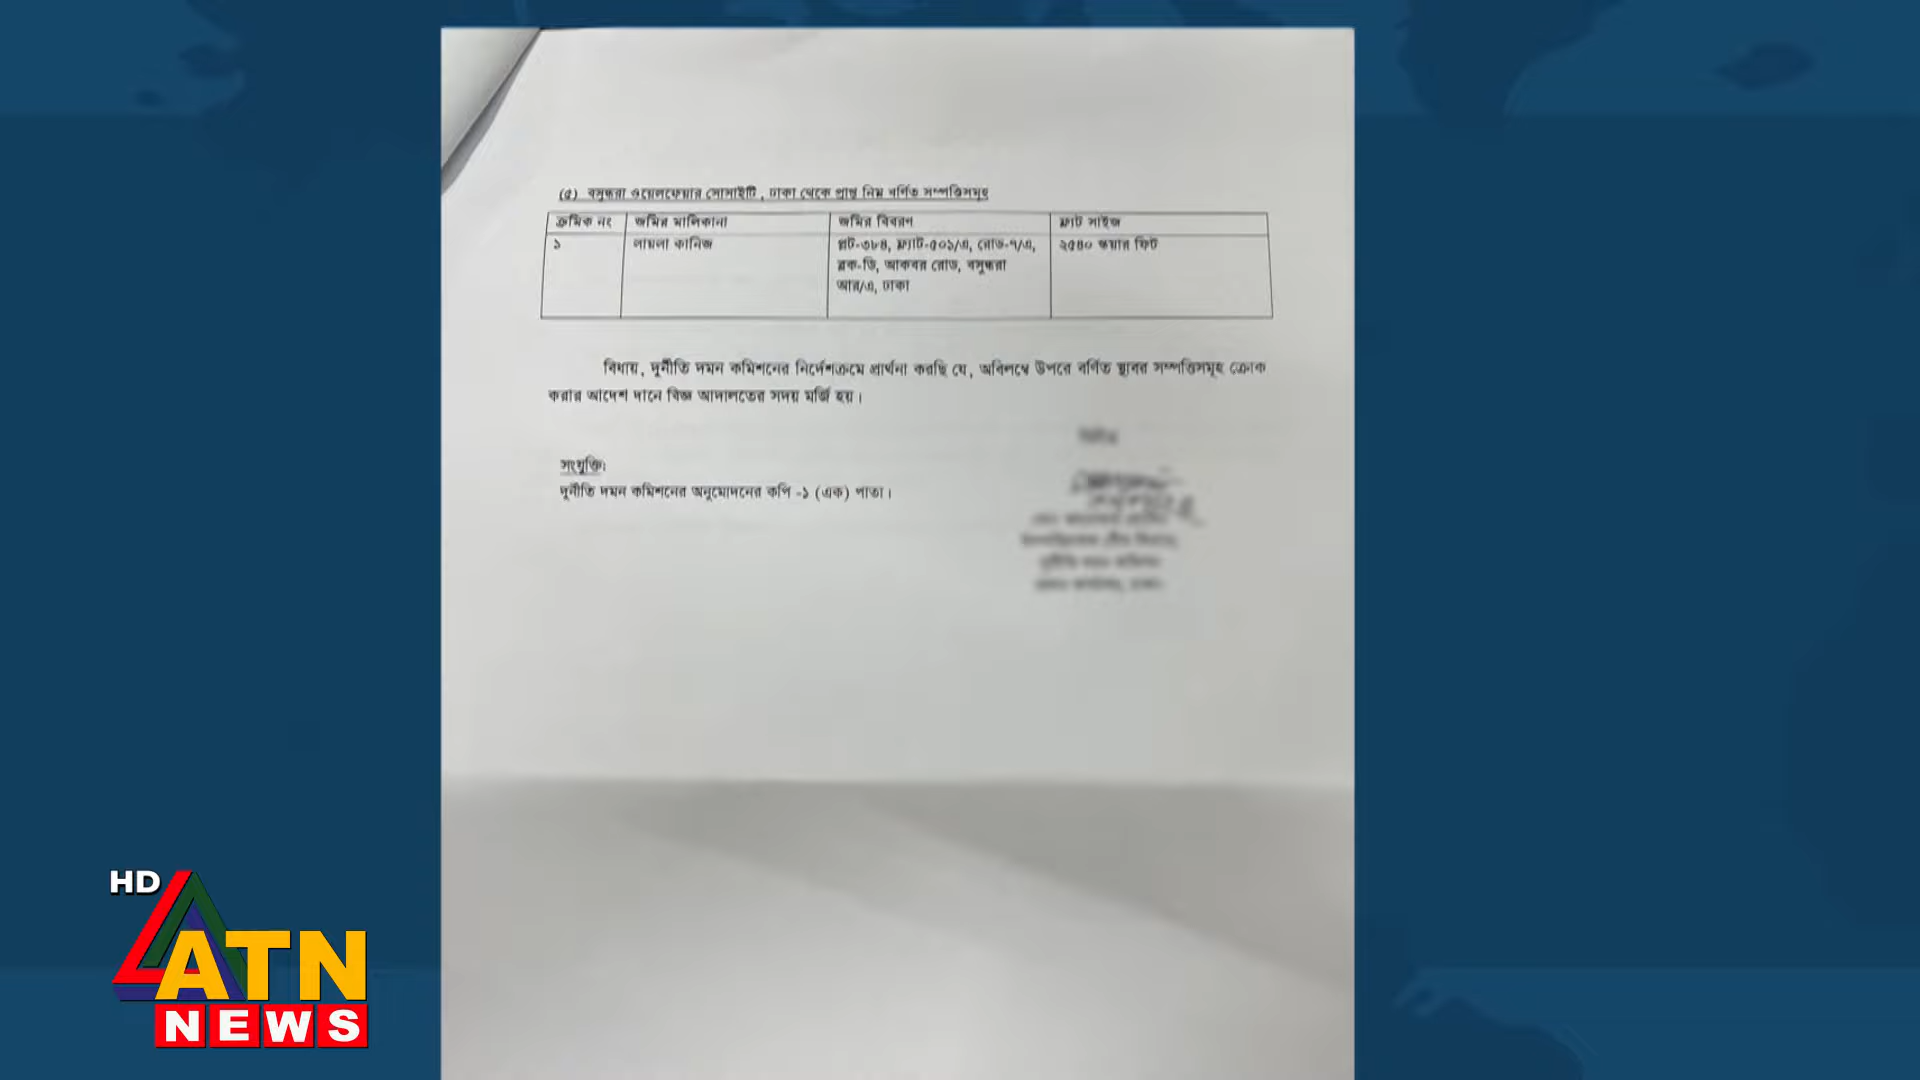 (৫) বসুন্ধরা ওয়েলফেয়ার সোসাইটি, ঢাকা থেকে প্রাপ্ত নিম্ন বর্ণিত সম্পত্তিসমূহ
ক্রমিক নং জমির মালিকানা জমির বিবরণ ফ্লাট সাইজ
১ লায়লা কানিজ প্লট-৩৮৪, ফ্ল্যাট-৫০১/এ, রোড-৭/এ, ২৫৪০ স্কয়ার ফিট
ব্লক-ডি, আকবর রোড, বসুন্ধরা
আর/এ, ঢাকা
বিধায়, দুর্নীতি দমন কমিশনের নির্দেশক্রমে প্রার্থনা করছি যে, অবিলম্বে উপরে বর্ণিত স্থাবর সম্পত্তিসমূহ ক্রোক
করার আদেশ দানে বিজ্ঞ আদালতের সদয় মর্জি হয়।
সংযুক্তি:
দুর্নীতি দমন কমিশনের অনুমোদনের কপি -১ (এক) পাতা।
HD
ATN
NEWS